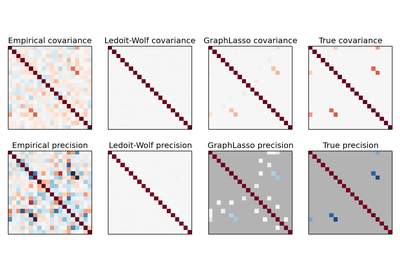 Empirical covariance Ledoit-Wolf covariance GraphLasso covariance True covariance
Empirical precision Ledoit-Wolf precision GraphLasso precision True precision